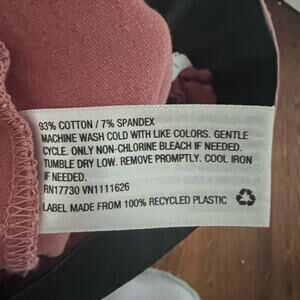 93% COTTON / 7% SPANDEX
MACHINE WASH COLD WITH LIKE COLORS. GENTLE
CYCLE. ONLY NON-CHLORINE BLEACH IF NEEDED.
TUMBLE DRY LOW. REMOVE PROMPTLY. COOL IRON
IF NEEDED.
RN17730 VN1111626
LABEL MADE FROM 100% RECYCLED PLASTIC